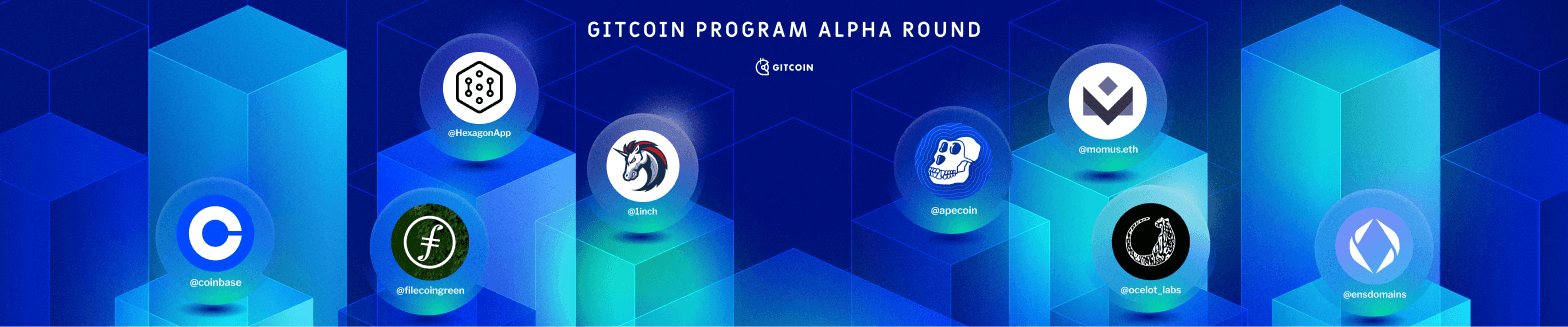 GITCOIN PROGRAM ALPHA ROUND
GITCOIN
@HexagonApp
@momus.eth
@1inch
@apecoin
@coinbase
@filecoingreen
@ocelot_labs
@ensdomains